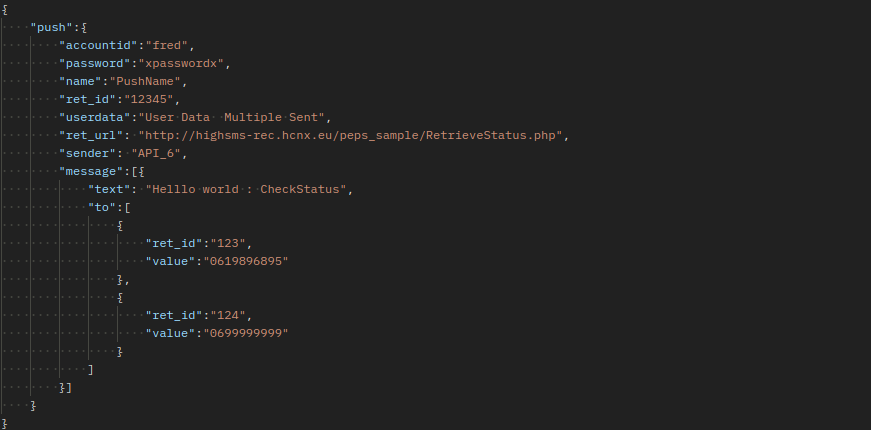 {
    "push":{
        "accountid":"fred",
        "password":"xpasswordx",
        "name":"PushName",
        "ret_id":"12345",
        "userdata":"User Data  Multiple Sent",
        "ret_url": "http://highsms-rec.hcnx.eu/peps_sample/RetrieveStatus.php",
        "sender": "API_6",
        "message":[{
            "text": "Helllo world : CheckStatus",
            "to":[
                {
                    "ret_id":"123",
                    "value":"0619896895"
                },
                {
                    "ret_id":"124",
                    "value":"0699999999"
                }
            ]
        }]
    }
}